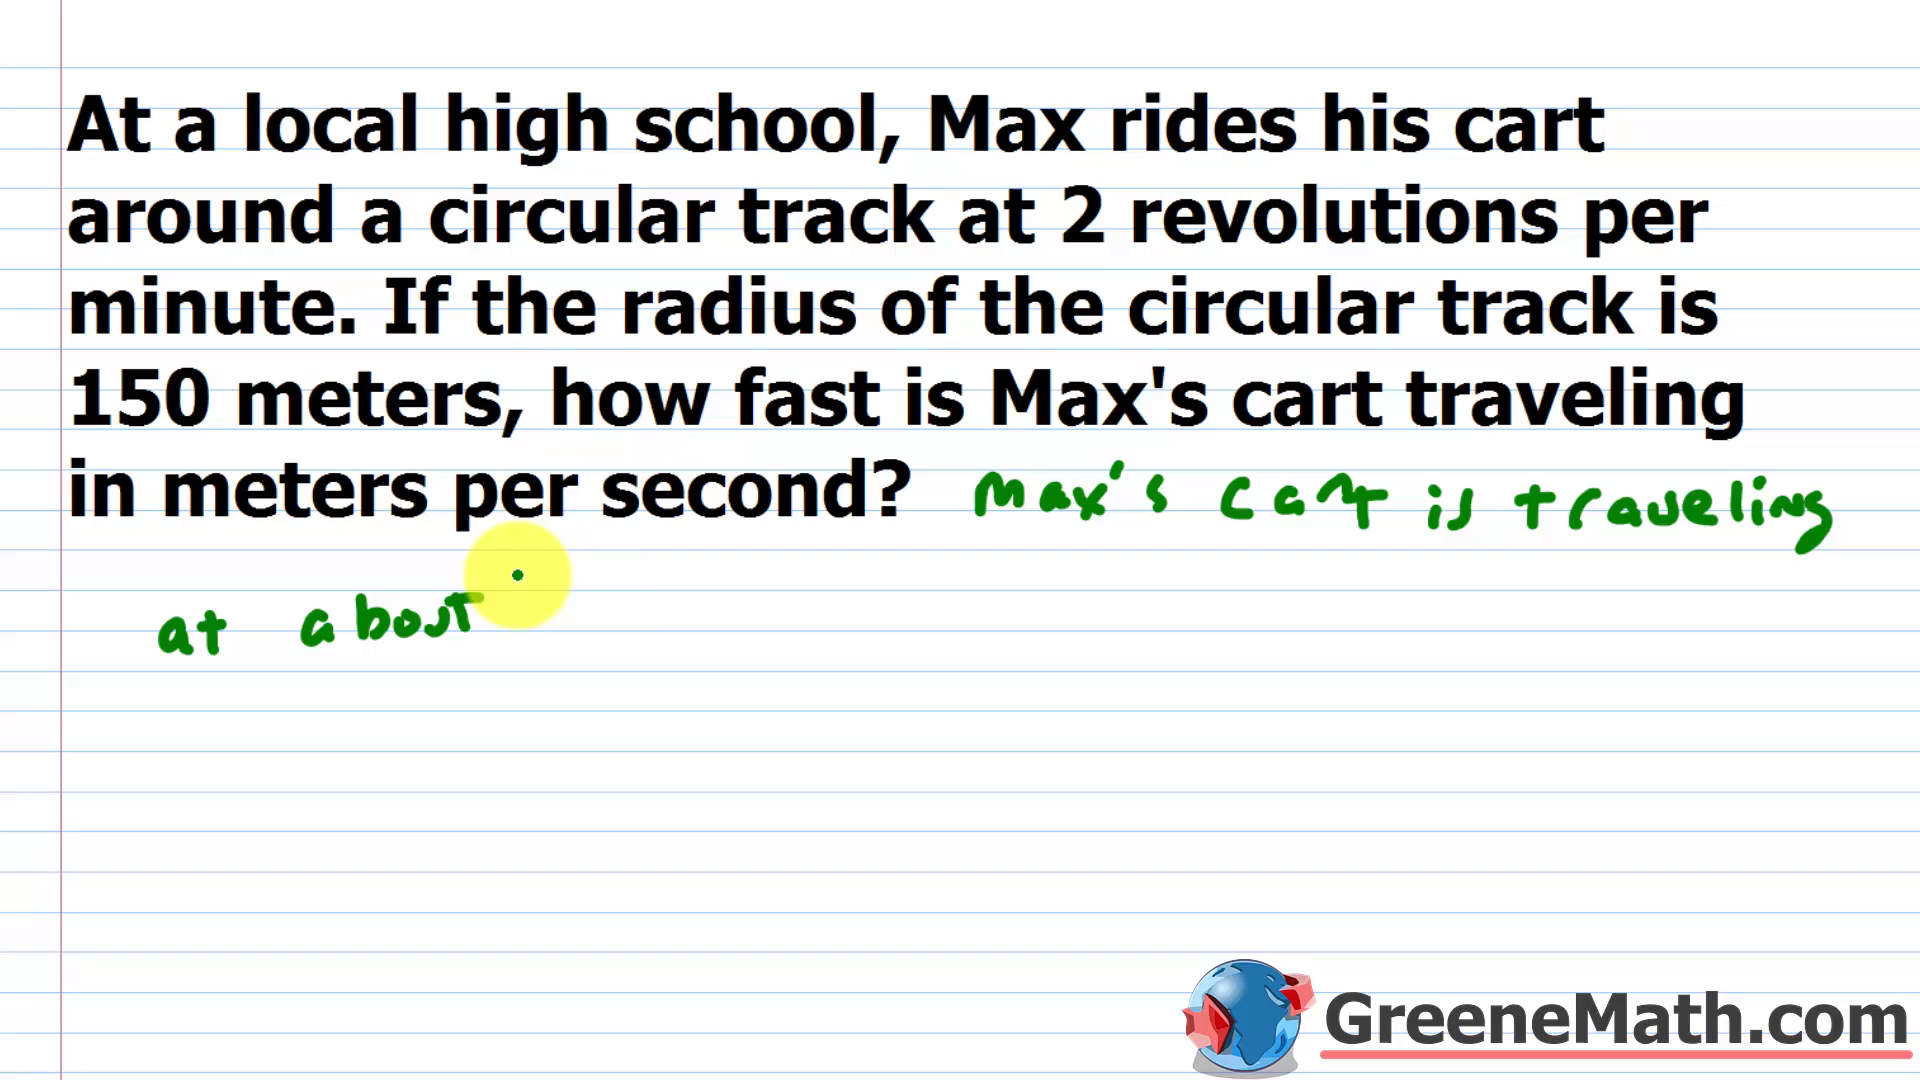 At a local high school, Max rides his cart
around a circular track at 2 revolutions per
minute. If the radius of the circular track is
150 meters, how fast is Max's cart traveling
in meters per second? Max's cart is traveling
at about
GreeneMath.com